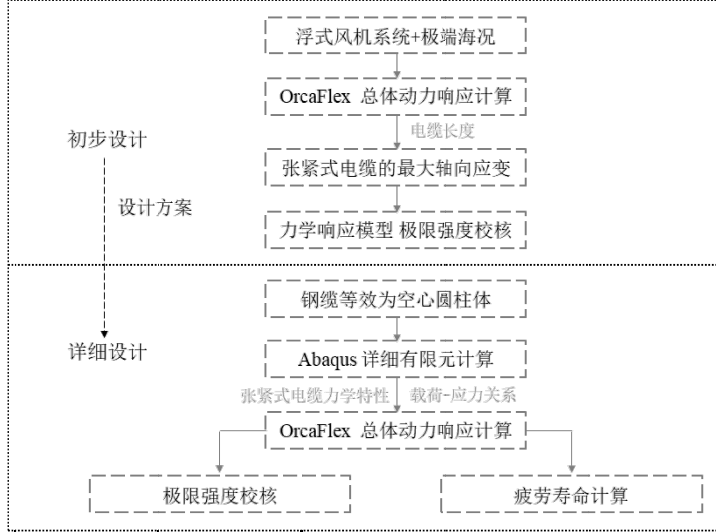 浮式风机系统+极端海况
OrcaFlex 总体动力响应计算
电缆长度
初步设计
张紧式电缆的最大轴向应变
设计方案
力学响应模型 极限强度校核
钢缆等效为空心圆柱体
详细设计
Abaqus 详细有限元计算
张紧式电缆力学特性 载荷-应力关系
OrcaFlex 总体动力响应计算
极限强度校核 疲劳寿命计算